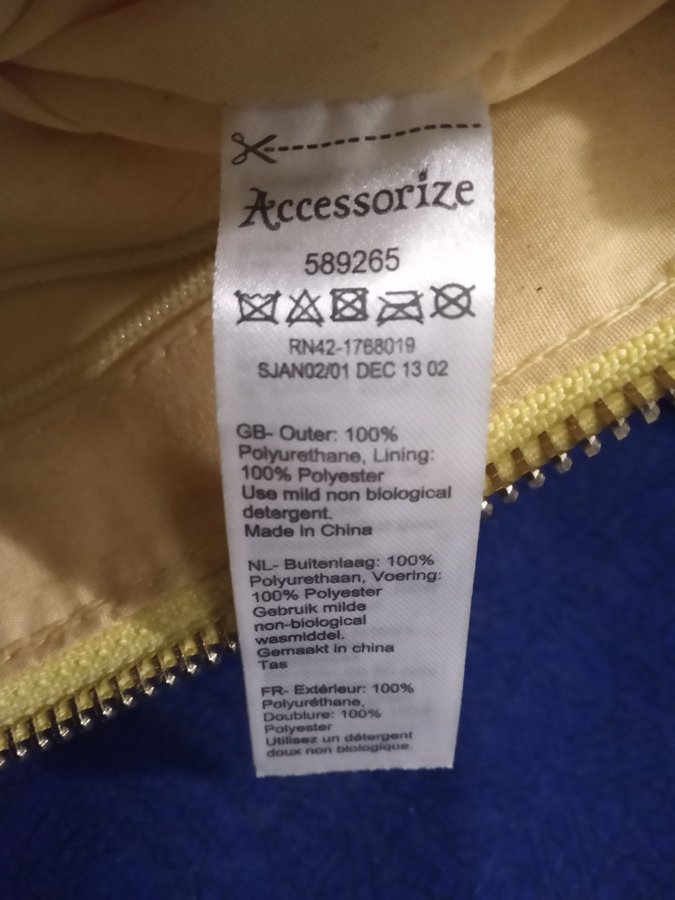 Accessorize
589265
RN42-1768019
SJAN02/01 DEC 13 02
GB- Outer: 100%
Polyurethane, Lining:
100% Polyester
Use mild non biological
detergent.
Made in China
NL- Buitenlaag: 100%
Polyurethaan, Voering:
100% Polyester
Gebruik milde
non-biological
wasmiddel.
Gemaakt in china
Tas
FR- Extérieur: 100%
Polyuréthane,
Doublure: 100%
Polyester
Utilisez un détergent
doux non biologique.